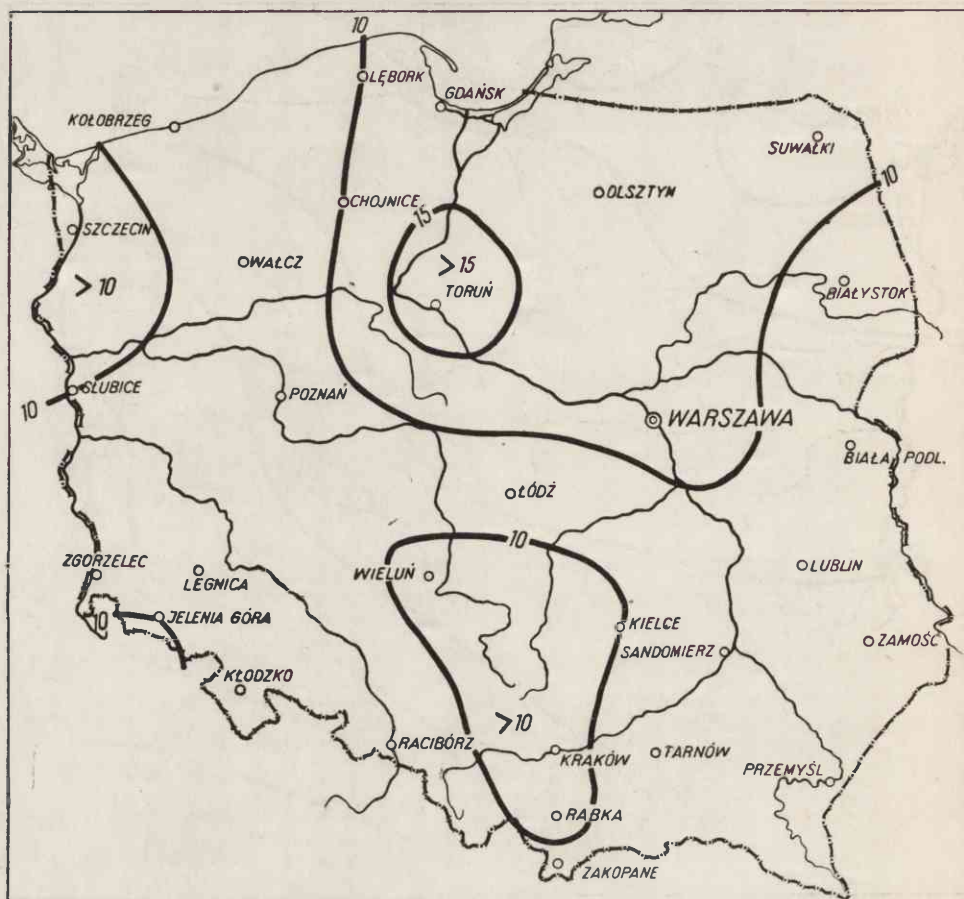 10
LĘBORK
GDAŃSK
KOŁOBRZEG
SUWAŁKI
OLSZTYM
10
CHOJNICE
15
SZCZECIN
WAŁCZ
>15
>10
TORUŃ
BIAŁYSTOK
SŁUBICE
10
POZNAŃ
WARSZAWA
BIAŁA PODL.
ŁÓDŹ
10
ZGORZELEC
LEGNICA
WIELUŃ
LUBLIN
10
JELENIA GÓRA
KIELCE
SANDOMIERZ
ZAMOŚĆ
KŁODZKO
>10
RACIBÓRZ
KRAKÓW
TARNÓW
PRZEMYŚL
RABKA
ZAKOPANE